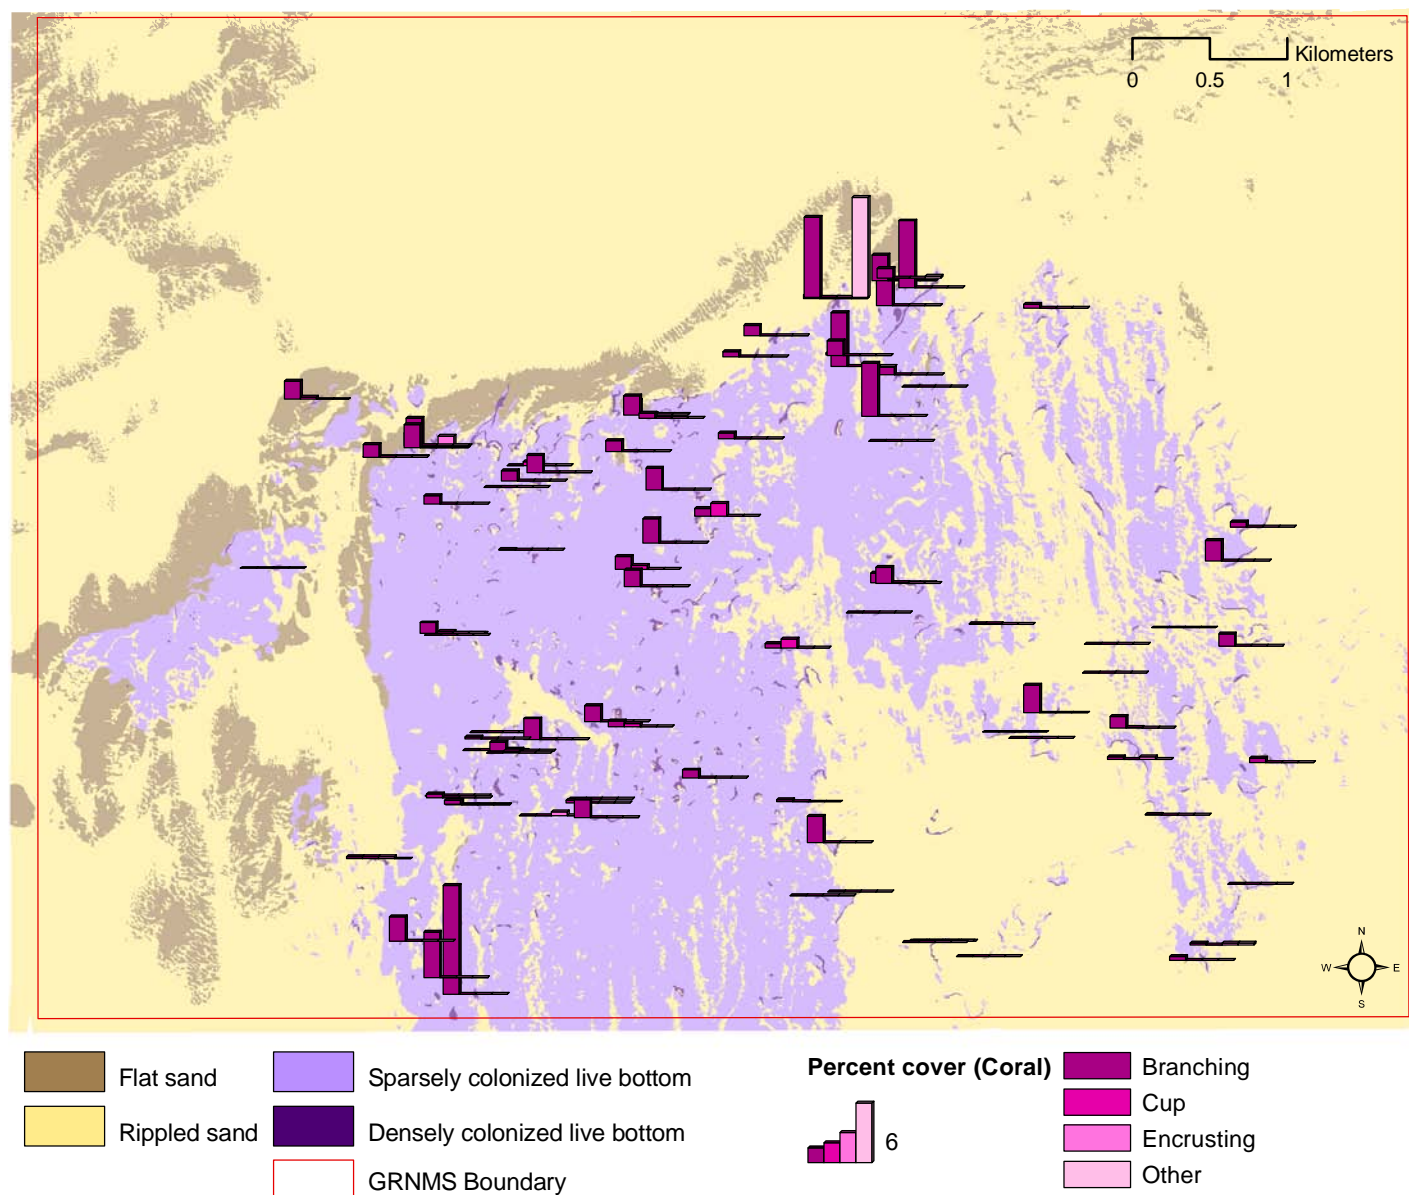 Kilometers
0 0.5 1
N
W E
S
Flat sand
Rippled sand
Sparsely colonized live bottom
Densely colonized live bottom
GRNMS Boundary
Percent cover (Coral)
6
Branching
Cup
Encrusting
Other